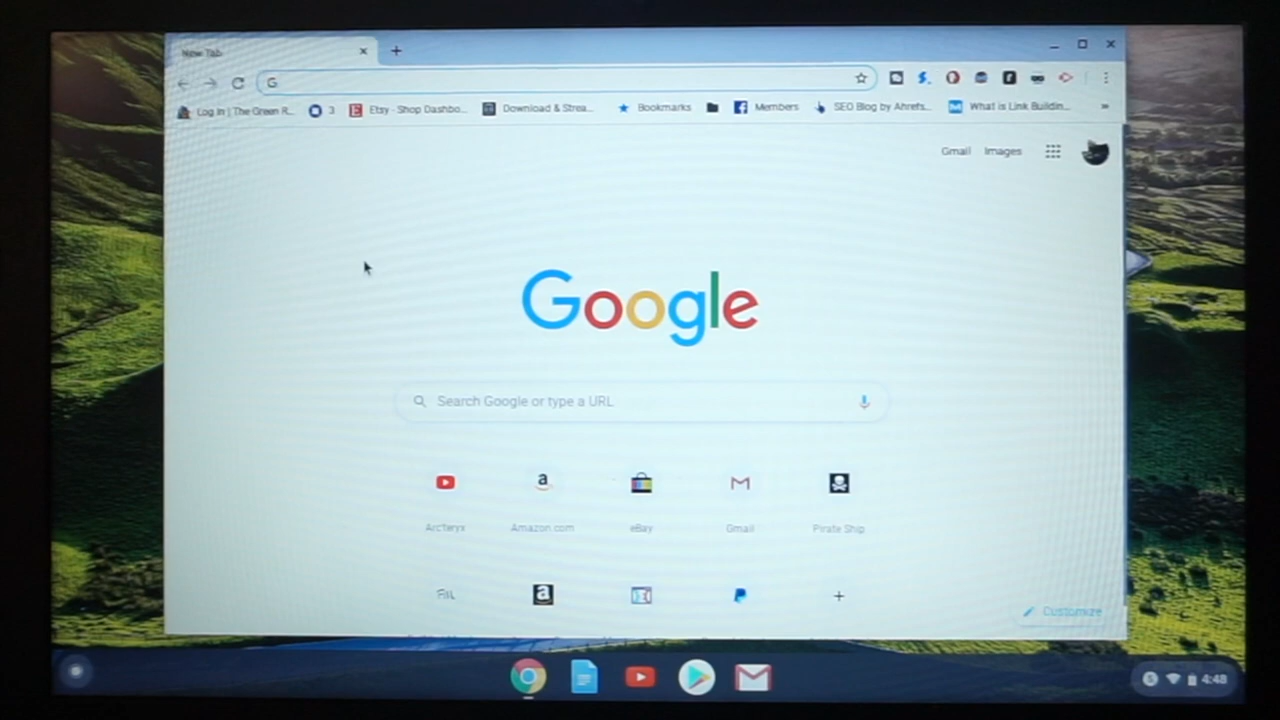 New Tab
G
Log In | The Green R... 3 Etsy - Shop Dashbo... Download & Strea... Bookmarks Members SEO Blog by Ahrefs... What is Link Buildin... »
Gmail Images
Google
Search Google or type a URL
Arc'teryx Amazon.com eBay Gmail Pirate Ship
Customize
4:48